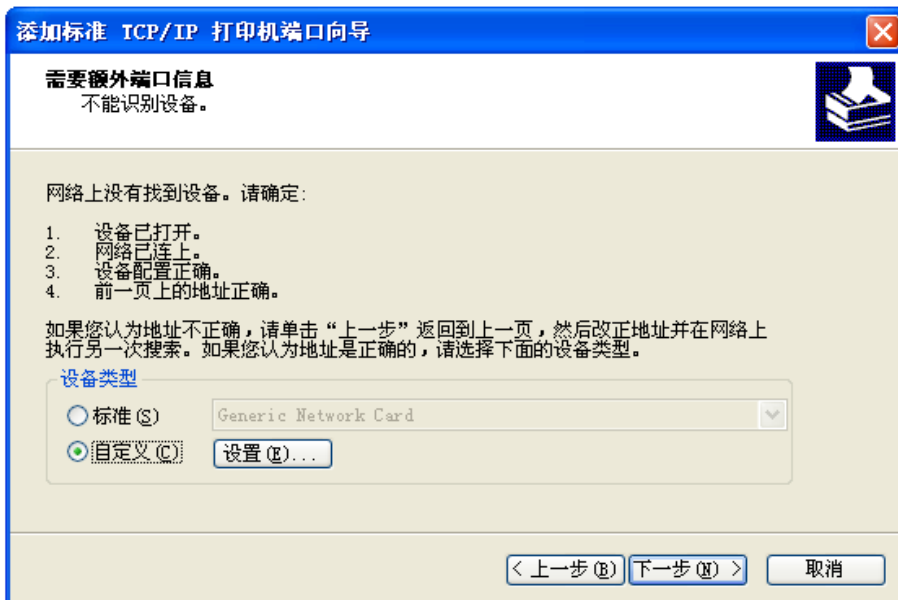 添加标准 TCP/IP 打印机端口向导
需要额外端口信息
不能识别设备。
网络上没有找到设备。请确定:
1. 设备已打开。
2. 网络已连上。
3. 设备配置正确。
4. 前一页上的地址正确。
如果您认为地址不正确，请单击“上一步”返回到上一页，然后改正地址并在网络上
执行另一次搜索。如果您认为地址是正确的，请选择下面的设备类型。
设备类型
标准(S) Generic Network Card
自定义(C) 设置(E)...
< 上一步(B) 下一步(N) > 取消